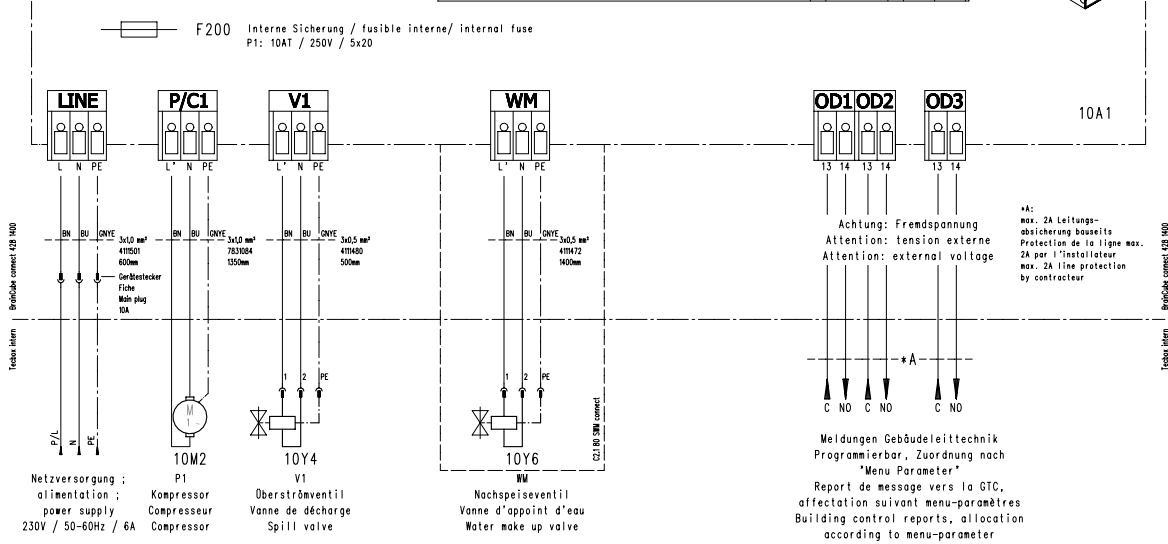 F200 Interne Sicherung / fusible interne/ internal fuse
P1: 10AT / 250V / 5x20
LINE P/C1 V1 WM OD1 OD2 OD3
10A1
L N PE L' N PE L' N PE L' N PE 13 14 13 14 13 14
BN BU GNYE BN BU GNYE BN BU GNYE BN BU GNYE
3x1,0 mm²
4111501
600mm
3x1,0 mm²
7831084
1350mm
3x0,5 mm²
4111480
500mm
3x0,5 mm²
4111472
1400mm
Gerätestecker
Fiche
Main plug
10A
Achtung: Fremdspannung
Attention: tension externe
Attention: external voltage
*A:
max. 2A Leitungs-
absicherung bauseits
Protection de la ligne max.
2A par l'installateur
max. 2A line protection
by contracteur
BrainCube connect 428 1400
Tecbox intern
BrainCube connect 428 1400
Tecbox intern
*A
1 2 PE
1 2 PE
P/L N PE
M
1 ~
C NO C NO C NO
C2.1 80 SWM connect
10M2
10Y4
10Y6
Netzversorgung ;
alimentation ;
power supply
230V / 50-60Hz / 6A
P1
Kompressor
Compresseur
Compressor
V1
Überströmventil
Vanne de décharge
Spill valve
WM
Nachspeiseventil
Vanne d'appoint d'eau
Water make up valve
Meldungen Gebäudeleittechnik
Programmierbar, Zuordnung nach
"Menu Parameter"
Report de message vers la GTC,
affectation suivant menu-paramètres
Building control reports, allocation
according to menu-parameter